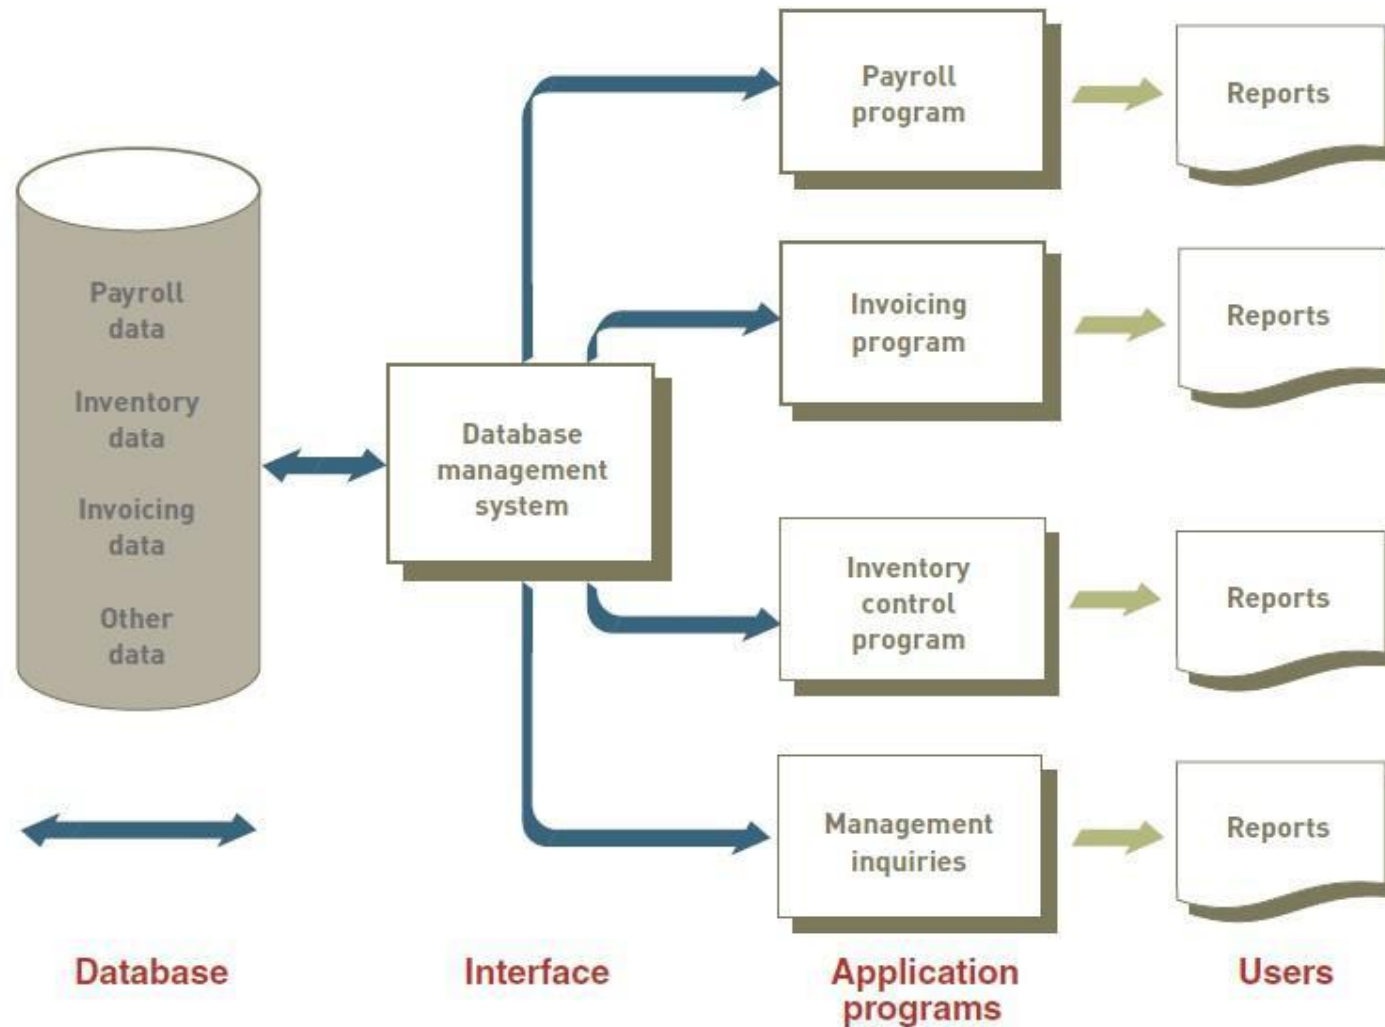 Payroll
data
Inventory
data
Invoicing
data
Other
data
Database
management
system
Payroll
program
Invoicing
program
Inventory
control
program
Management
inquiries
Reports
Reports
Reports
Reports
Database
Interface
Application
programs
Users